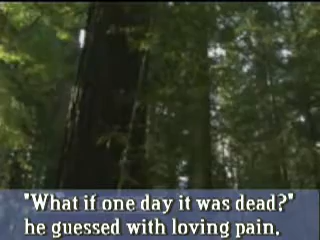 "What if one day it was dead?"
he guessed with loving pain.